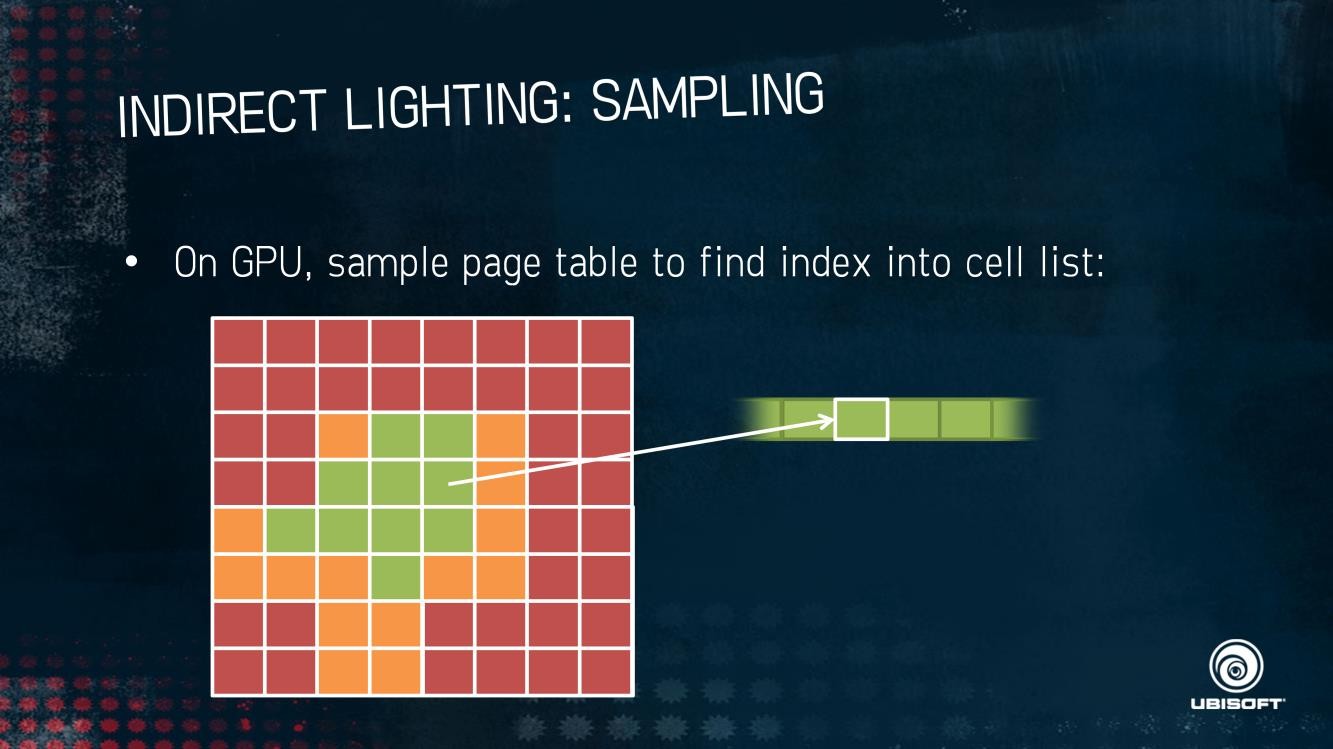 INDIRECT LIGHTING: SAMPLING
• On GPU, sample page table to find index into cell list:
UBISOFT